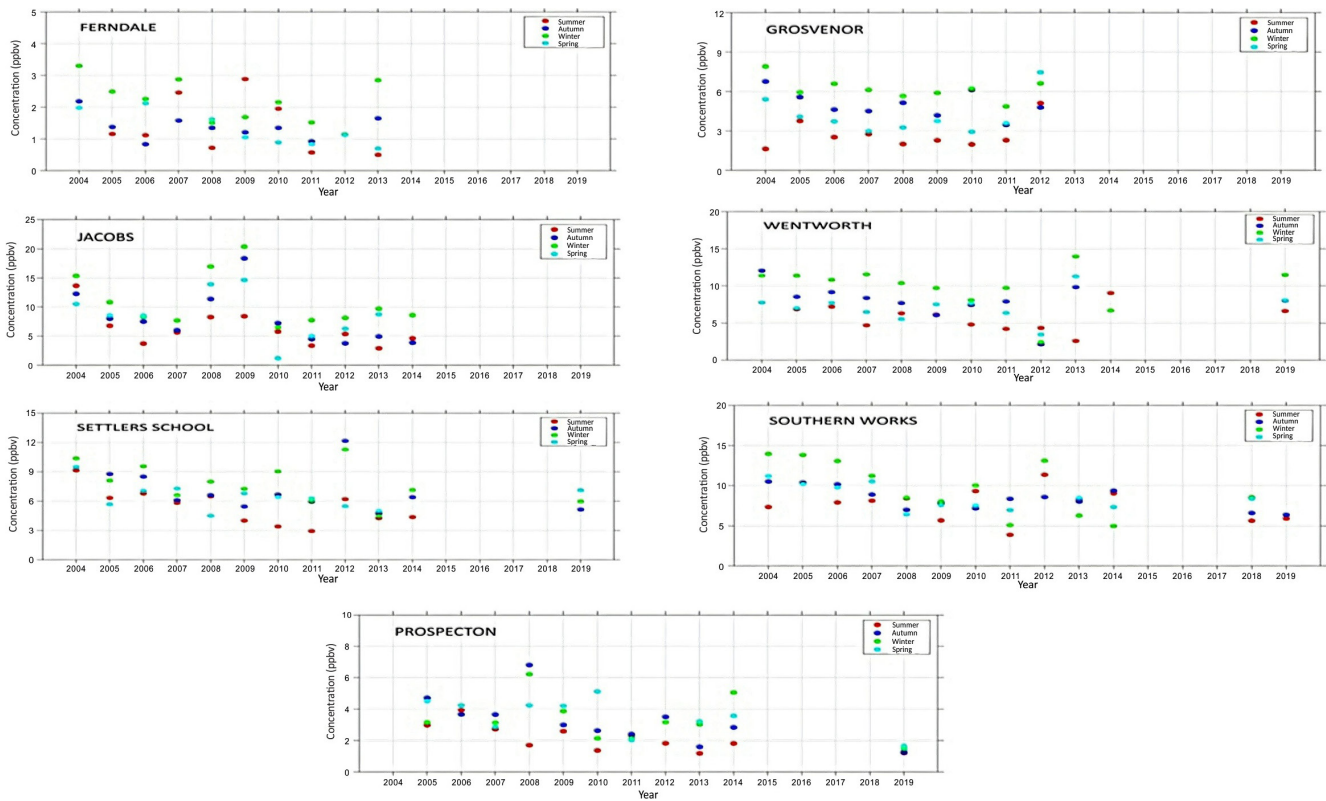 FERNDALE
Summer
Autumn
Winter
Spring
Concentration (ppbv)
5
4
3
2
1
0
2004 2005 2006 2007 2008 2009 2010 2011 2012 2013 2014 2015 2016 2017 2018 2019
Year
GROSVENOR
Summer
Autumn
Winter
Spring
Concentration (ppbv)
12
9
6
3
0
2004 2005 2006 2007 2008 2009 2010 2011 2012 2013 2014 2015 2016 2017 2018 2019
Year
JACOBS
Summer
Autumn
Winter
Spring
Concentration (ppbv)
25
20
15
10
5
0
2004 2005 2006 2007 2008 2009 2010 2011 2012 2013 2014 2015 2016 2017 2018 2019
Year
WENTWORTH
Summer
Autumn
Winter
Spring
Concentration (ppbv)
20
15
10
5
0
2004 2005 2006 2007 2008 2009 2010 2011 2012 2013 2014 2015 2016 2017 2018 2019
Year
SETTLERS SCHOOL
Summer
Autumn
Winter
Spring
Concentration (ppbv)
15
12
9
6
3
0
2004 2005 2006 2007 2008 2009 2010 2011 2012 2013 2014 2015 2016 2017 2018 2019
Year
SOUTHERN WORKS
Summer
Autumn
Winter
Spring
Concentration (ppbv)
20
15
10
5
0
2004 2005 2006 2007 2008 2009 2010 2011 2012 2013 2014 2015 2016 2017 2018 2019
Year
PROSPECTON
Summer
Autumn
Winter
Spring
Concentration (ppbv)
10
8
6
4
2
0
2004 2005 2006 2007 2008 2009 2010 2011 2012 2013 2014 2015 2016 2017 2018 2019
Year